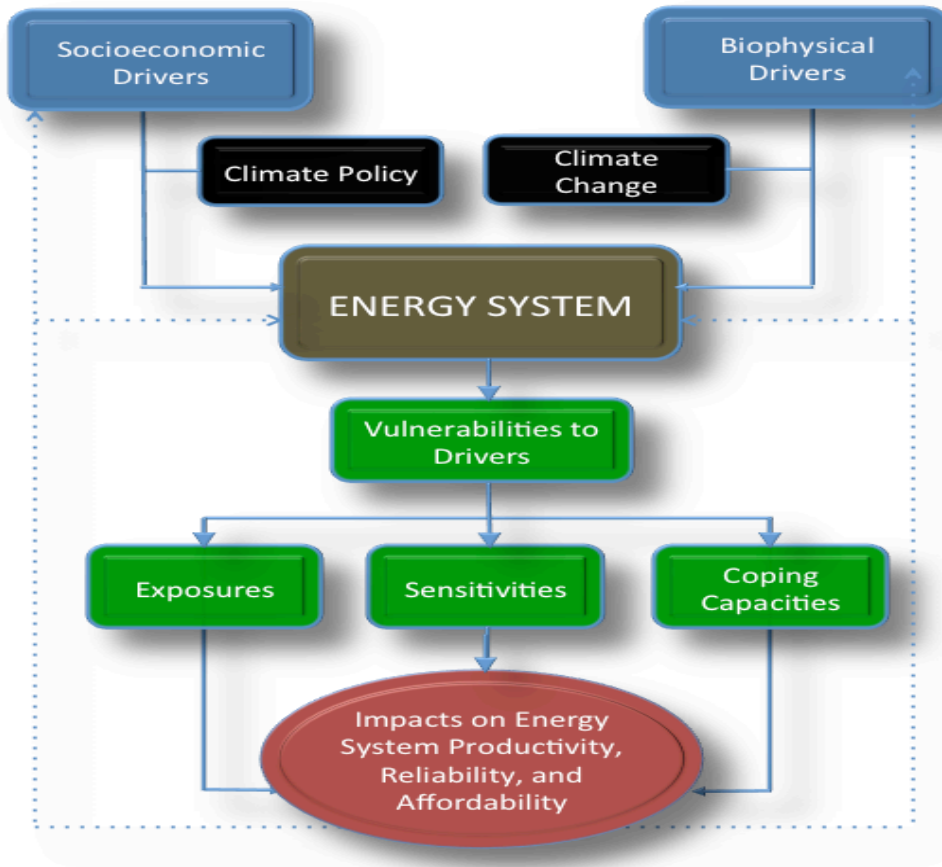 Socioeconomic
Drivers
Biophysical
Drivers
Climate Policy
Climate
Change
ENERGY SYSTEM
Vulnerabilities to
Drivers
Exposures
Sensitivities
Coping
Capacities
Impacts on Energy
System Productivity,
Reliability, and
Affordability